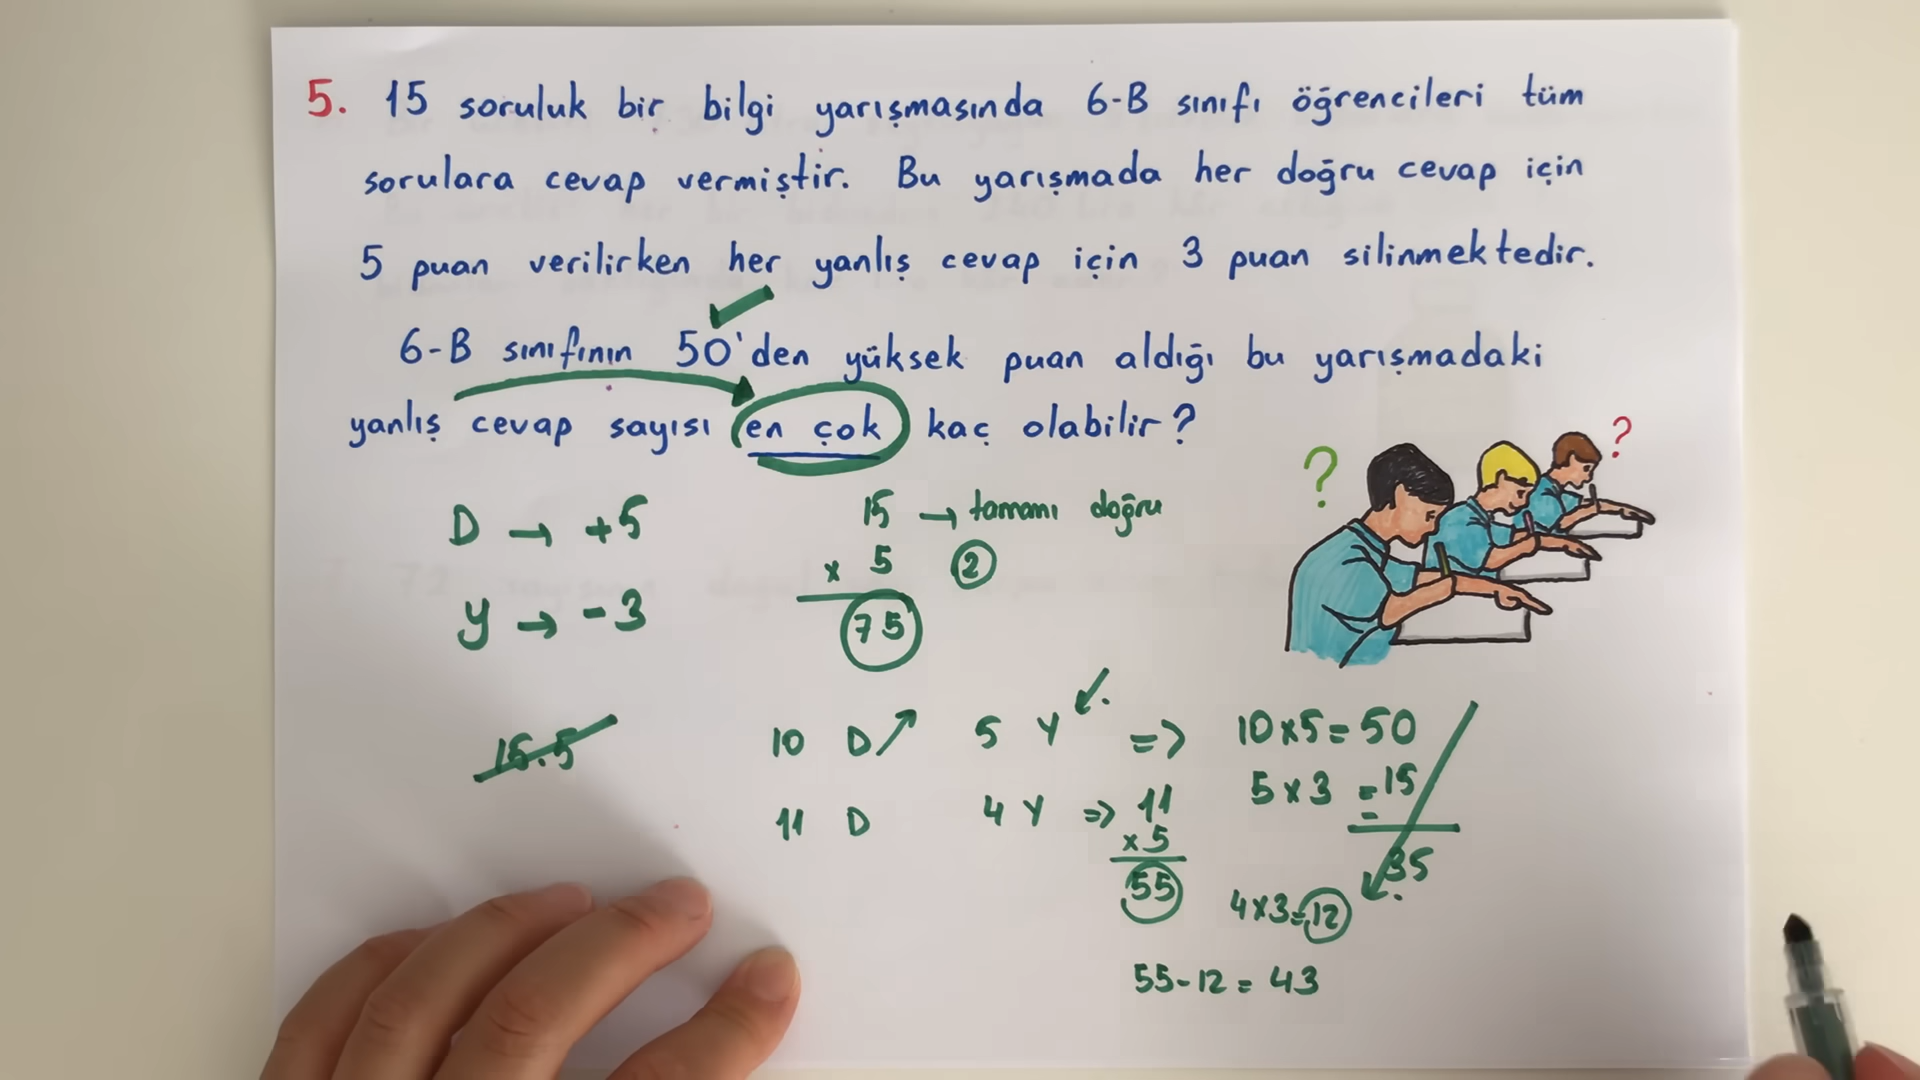 5. 15 soruluk bir bilgi yarışmasında 6-B sınıfı öğrencileri tüm
sorulara cevap vermiştir. Bu yarışmada her doğru cevap için
5 puan verilirken her yanlış cevap için 3 puan silinmektedir.
6-B sınıfının 50'den yüksek puan aldığı bu yarışmadaki
yanlış cevap sayısı en çok kaç olabilir?
D → +5
Y → -3
15 → tamamı doğru
x 5 2
75
? ?
15.5
10 D 5 Y => 10x5=50
5x3=15
35
11 D 4 Y => 11
x5
55
4x3=12
55-12=43